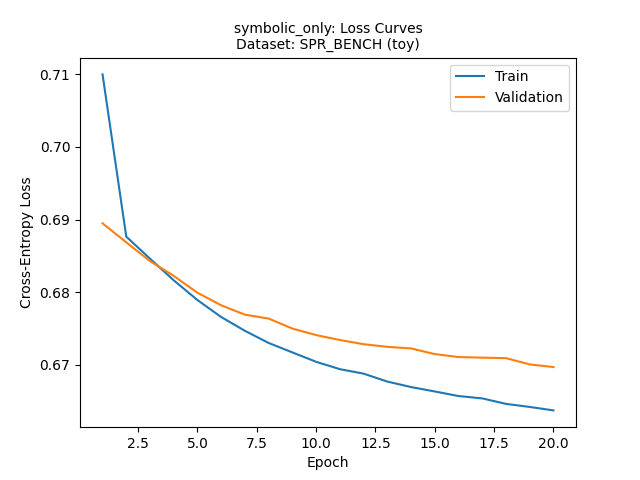 symbolic_only: Loss Curves
Dataset: SPR_BENCH (toy)
Train
Validation
0.71
0.70
0.69
0.68
0.67
Cross-Entropy Loss
2.5 5.0 7.5 10.0 12.5 15.0 17.5 20.0
Epoch